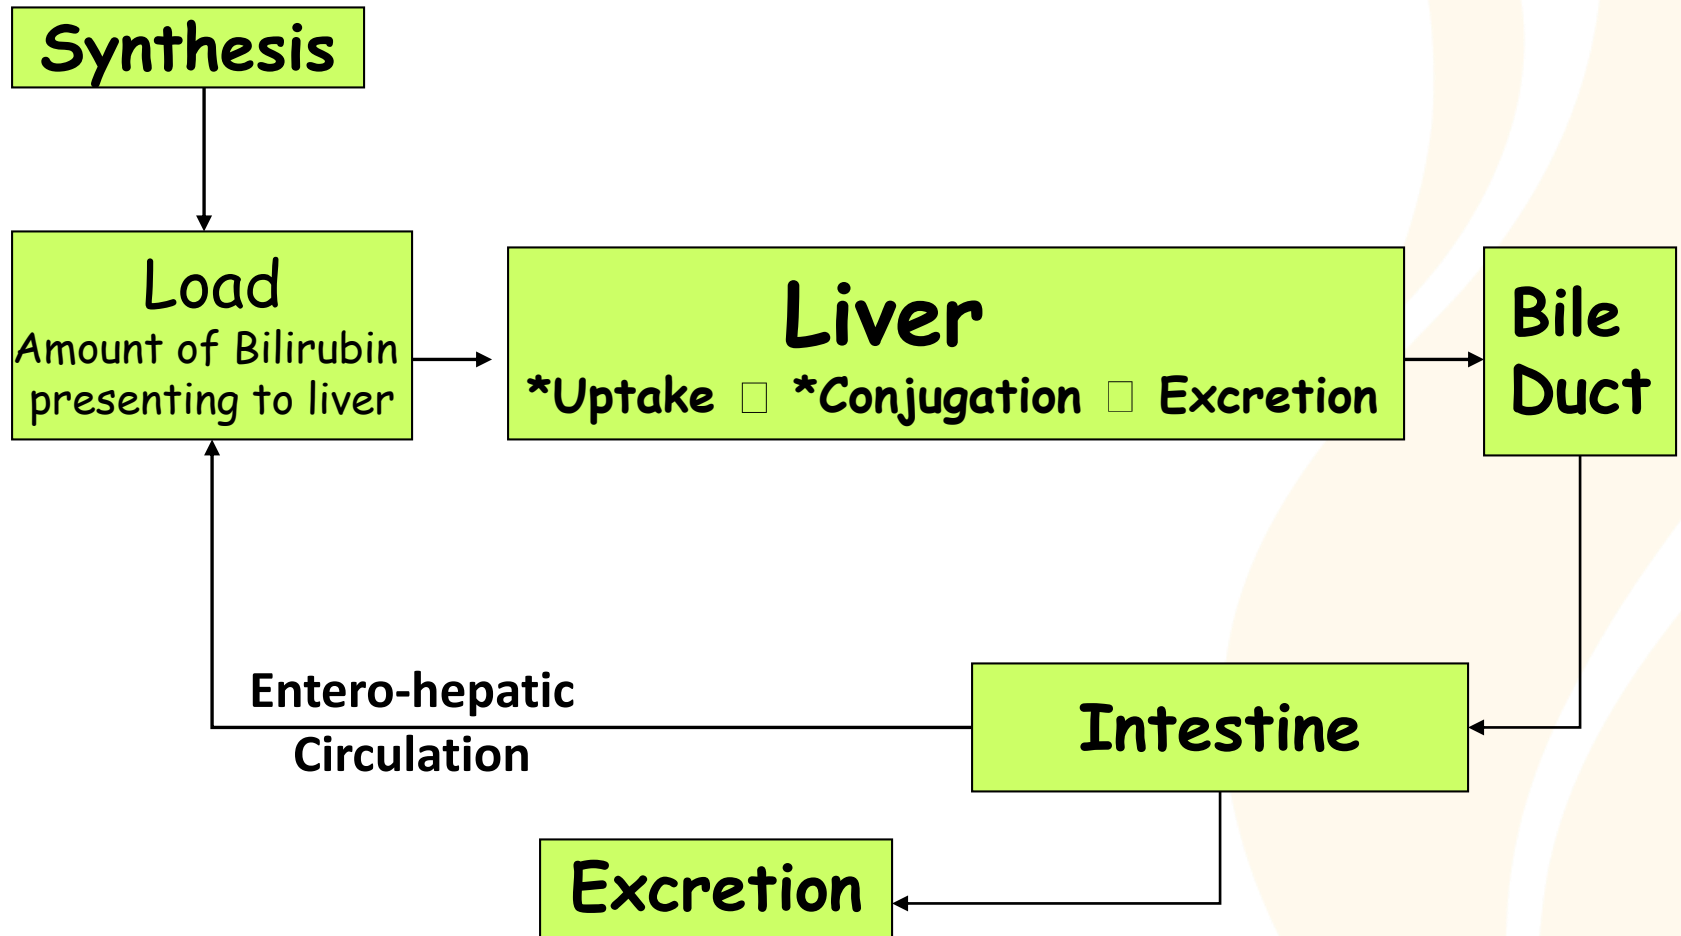 Synthesis
Load
Amount of Bilirubin
presenting to liver
Liver
*Uptake □ *Conjugation □ Excretion
Bile
Duct
Entero-hepatic
Circulation
Intestine
Excretion